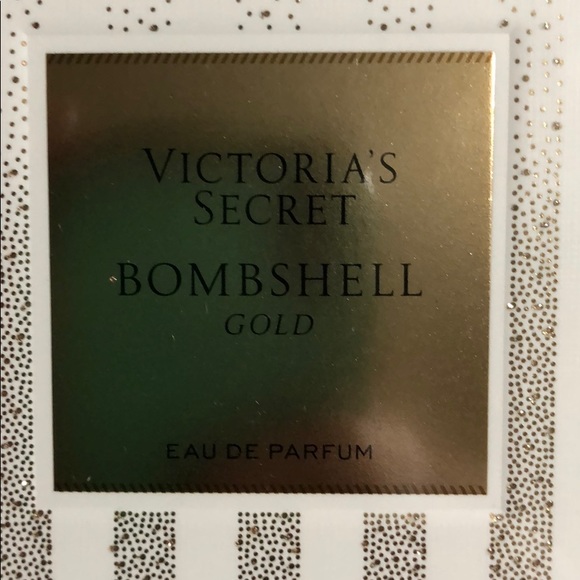 VICTORIA'S
SECRET
BOMBSHELL
GOLD
EAU DE PARFUM